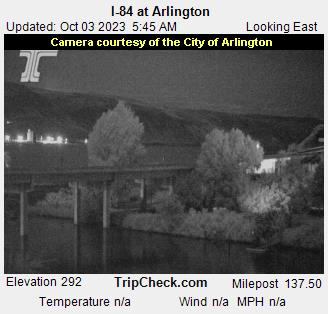 I-84 at Arlington
Updated: Oct 03 2023 5:45 AM Looking East
Camera courtesy of the City of Arlington
Elevation 292 TripCheck.com Milepost 137.50
Temperature n/a Wind n/a MPH n/a